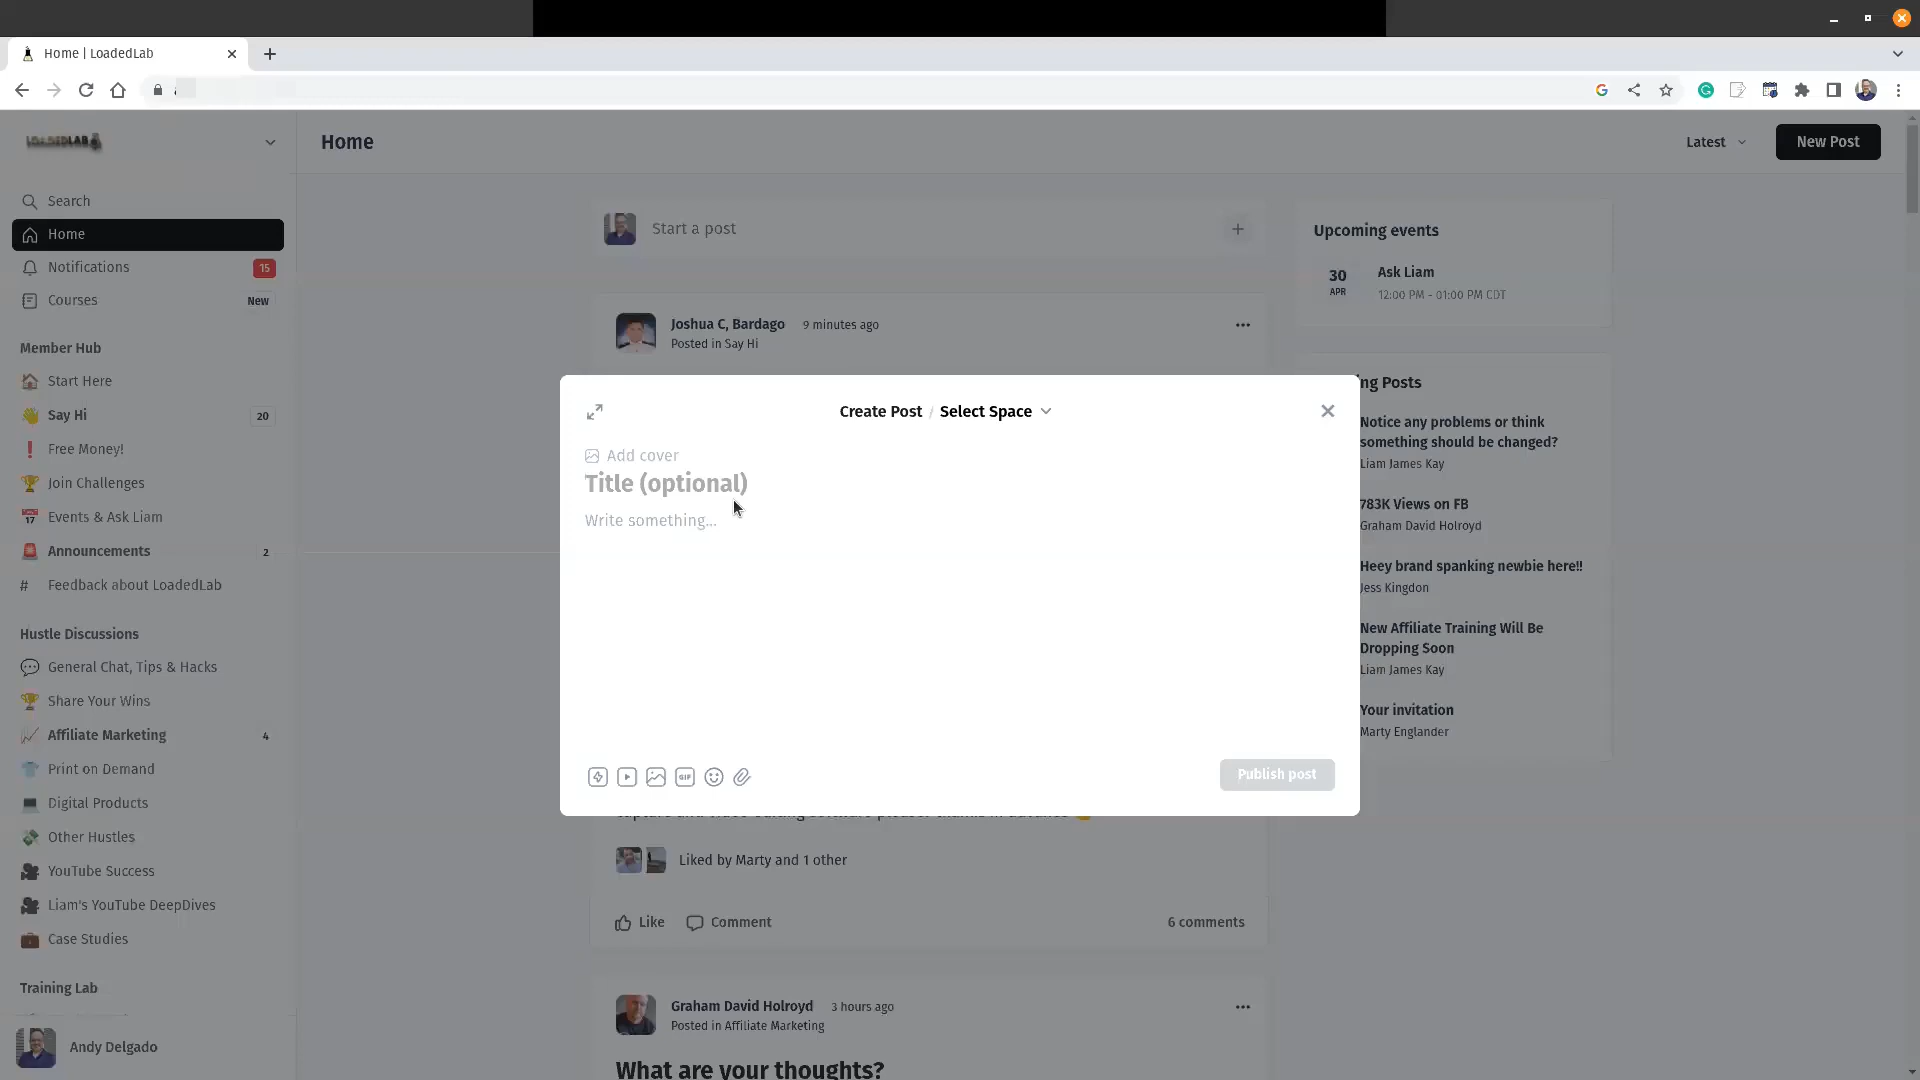 Home | LoadedLab
LOADEDLAB
Home
Latest
New Post
Search
Home
Notifications
15
Courses
New
Member Hub
Start Here
Say Hi
20
Free Money!
Join Challenges
Events & Ask Liam
Announcements
2
# Feedback about LoadedLab
Hustle Discussions
General Chat, Tips & Hacks
Share Your Wins
Affiliate Marketing
4
Print on Demand
Digital Products
Other Hustles
YouTube Success
Liam's YouTube DeepDives
Case Studies
Training Lab
Andy Delgado
Start a post
Joshua C, Bardago 9 minutes ago
Posted in Say Hi
Create Post / Select Space
Add cover
Title (optional)
Write something...
GIF
Publish post
Liked by Marty and 1 other
Like
Comment
6 comments
Graham David Holroyd 3 hours ago
Posted in Affiliate Marketing
What are your thoughts?
Upcoming events
30
APR
Ask Liam
12:00 PM - 01:00 PM CDT
ng Posts
Notice any problems or think
something should be changed?
Liam James Kay
783K Views on FB
Graham David Holroyd
Heey brand spanking newbie here!!
Jess Kingdon
New Affiliate Training Will Be
Dropping Soon
Liam James Kay
Your invitation
Marty Englander